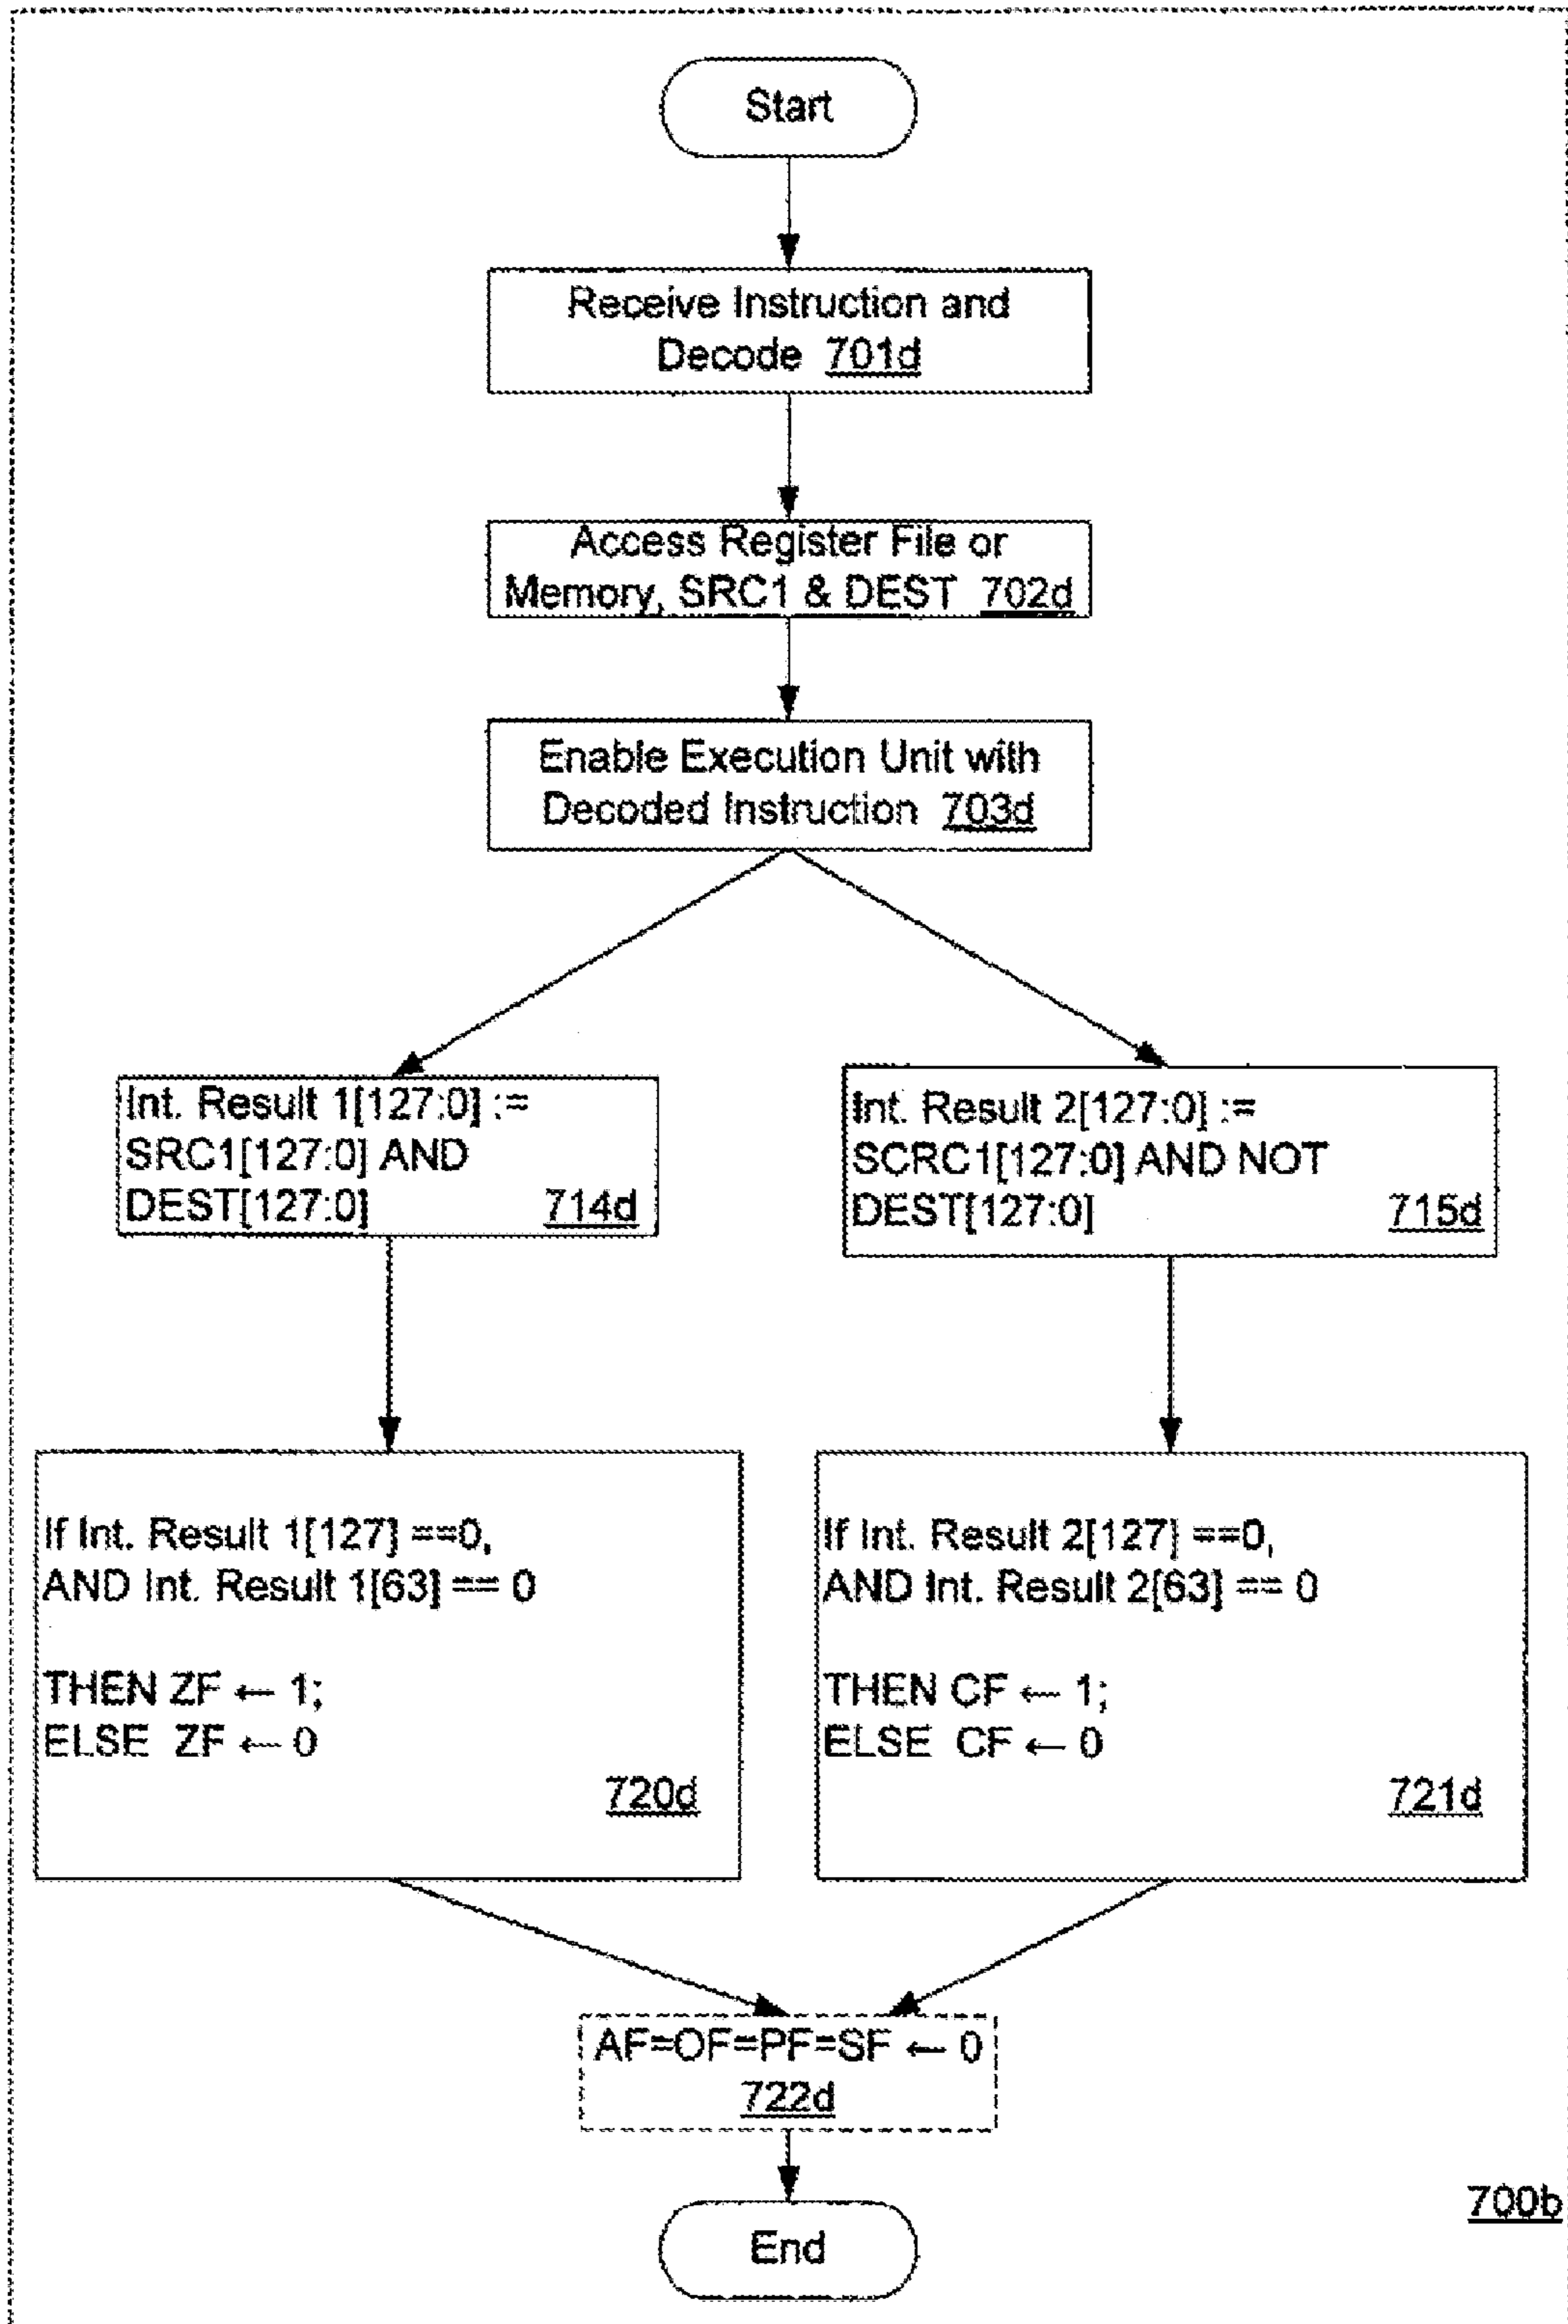 Start
Receive Instruction and
Decode 701d
Access Register File or
Memory, SRC1 & DEST 702d
Enable Execution Unit with
Decoded Instruction 703d
Int. Result 1[127:0] :=
SRC1[127:0] AND
DEST[127:0] 714d
Int. Result 2[127:0] :=
SCRC1[127:0] AND NOT
DEST[127:0] 715d
If Int. Result 1[127] ==0,
AND Int. Result 1[63] == 0
THEN ZF ← 1;
ELSE ZF ← 0
720d
If Int. Result 2[127] ==0,
AND Int. Result 2[63] == 0
THEN CF ← 1;
ELSE CF ← 0
721d
AF=OF=PF=SF ← 0
722d
End
700b